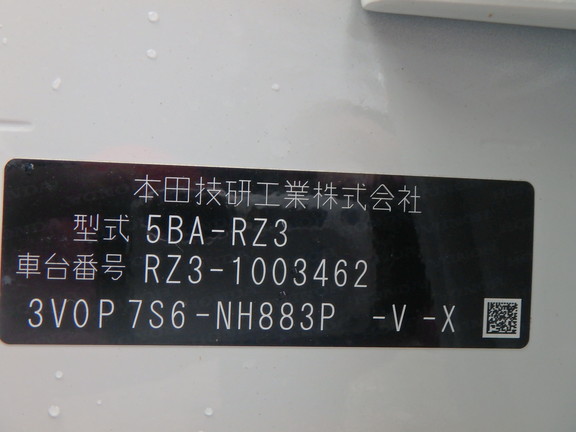 本田技研工業株式会社
型式 5BA-RZ3
車台番号 RZ3-1003462
3V0P 7S6-NH883P -V -X